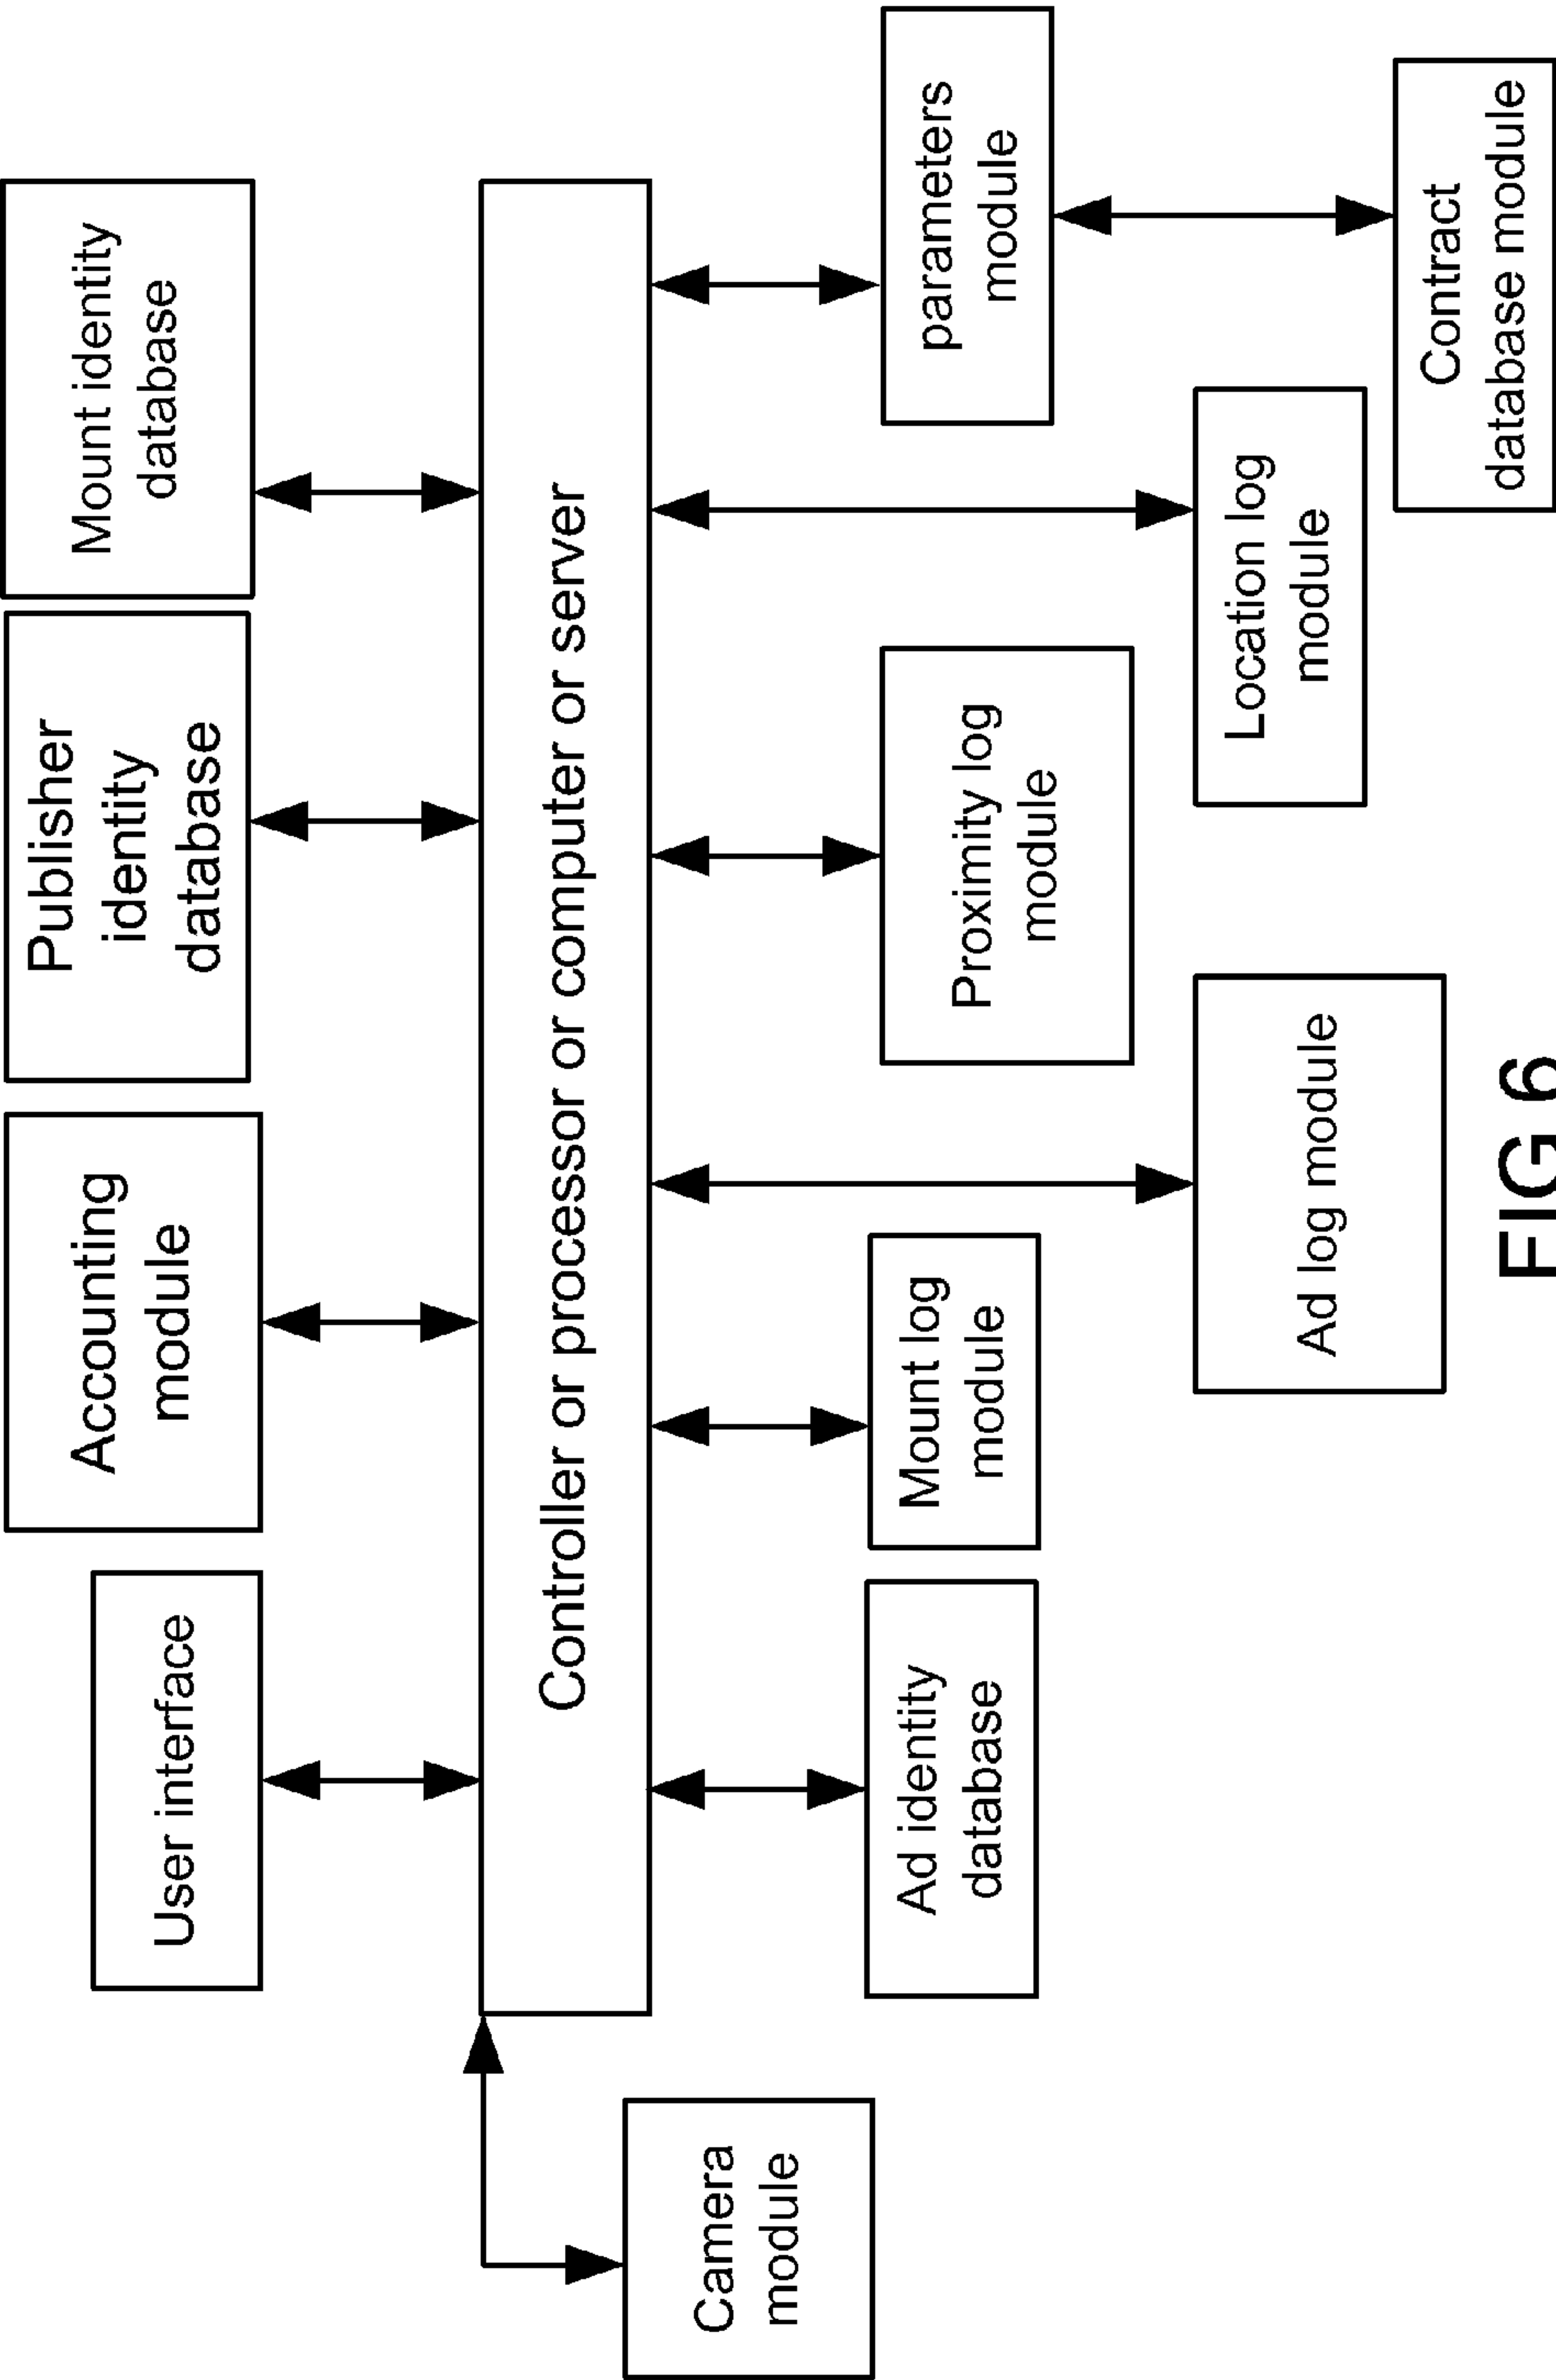 User interface
Accounting
module
Publisher
identity
database
Mount identity
database
Controller or processor or computer or server
Camera
module
Ad identity
database
Mount log
module
Ad log module
Proximity log
module
Location log
module
parameters
module
Contract
database module
FIG 6